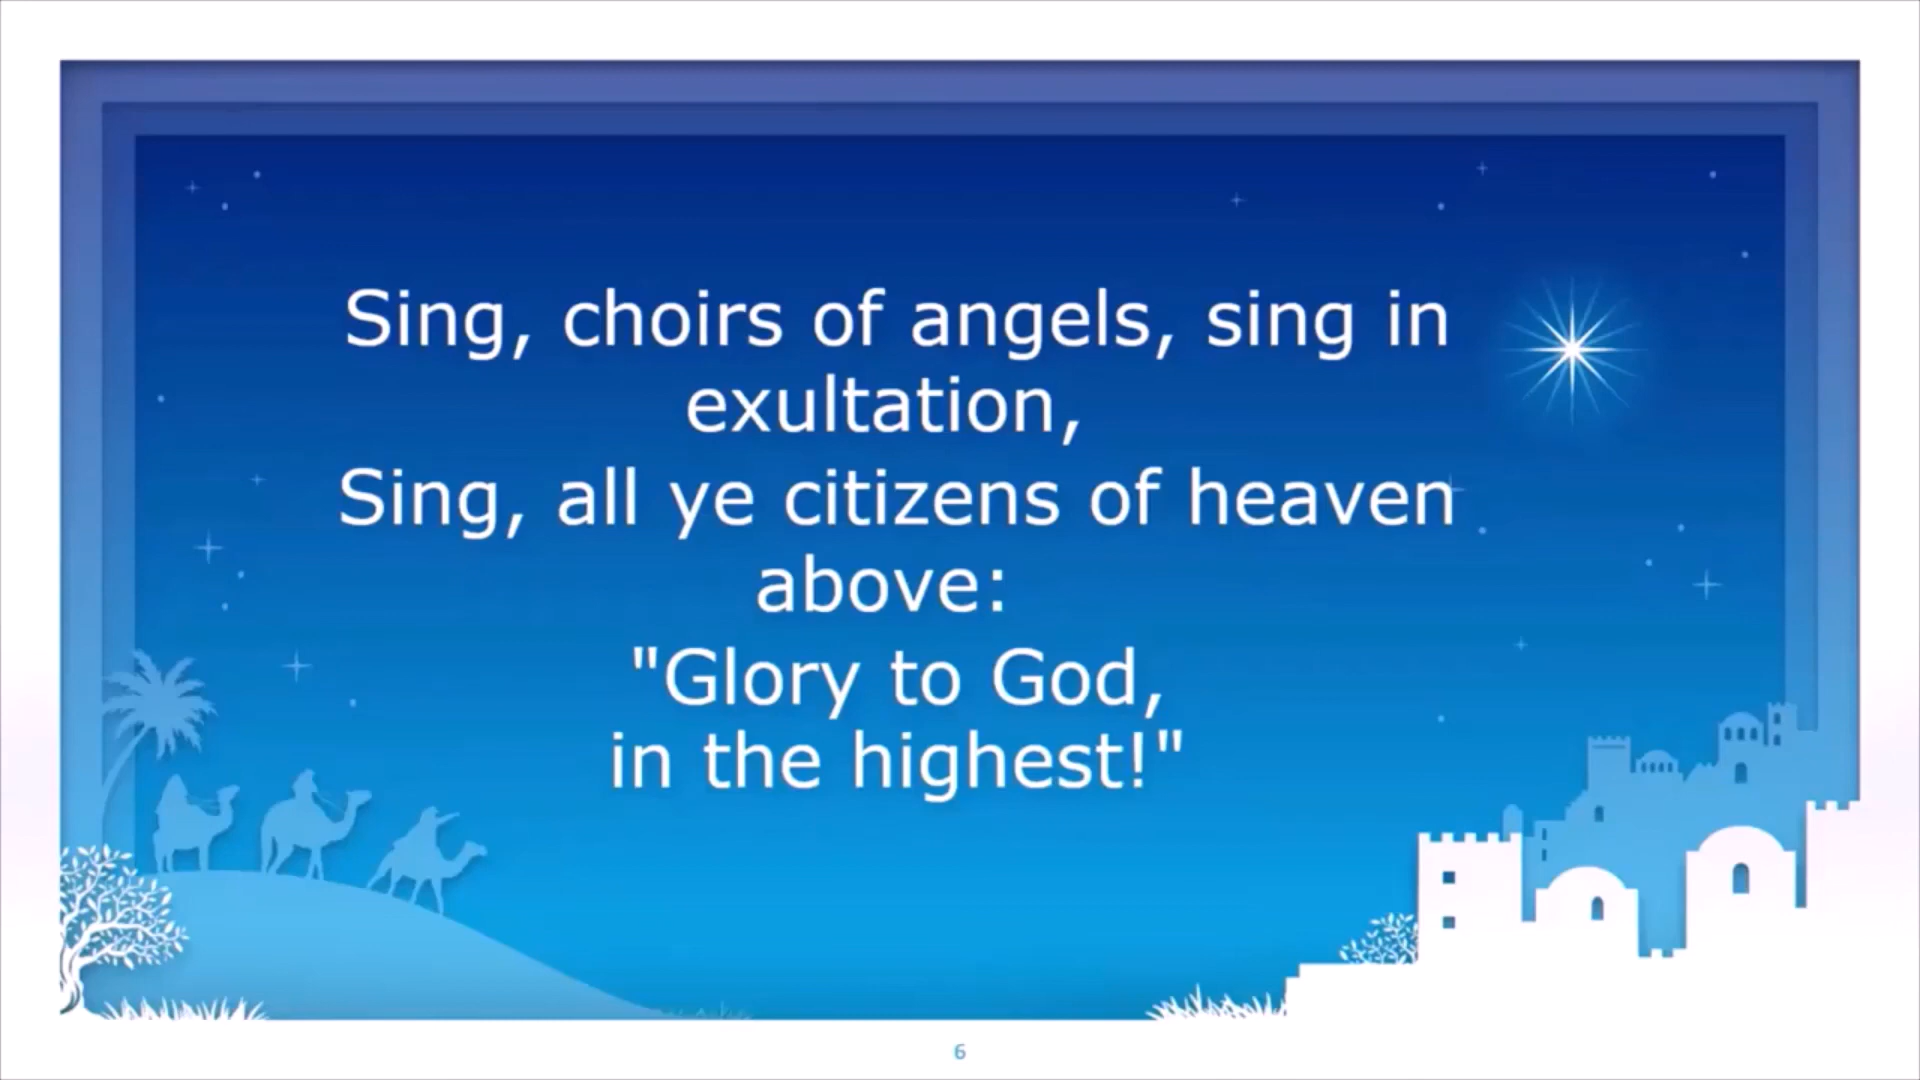 Sing, choirs of angels, sing in
exultation,
Sing, all ye citizens of heaven
above:
"Glory to God,
in the highest!"
6